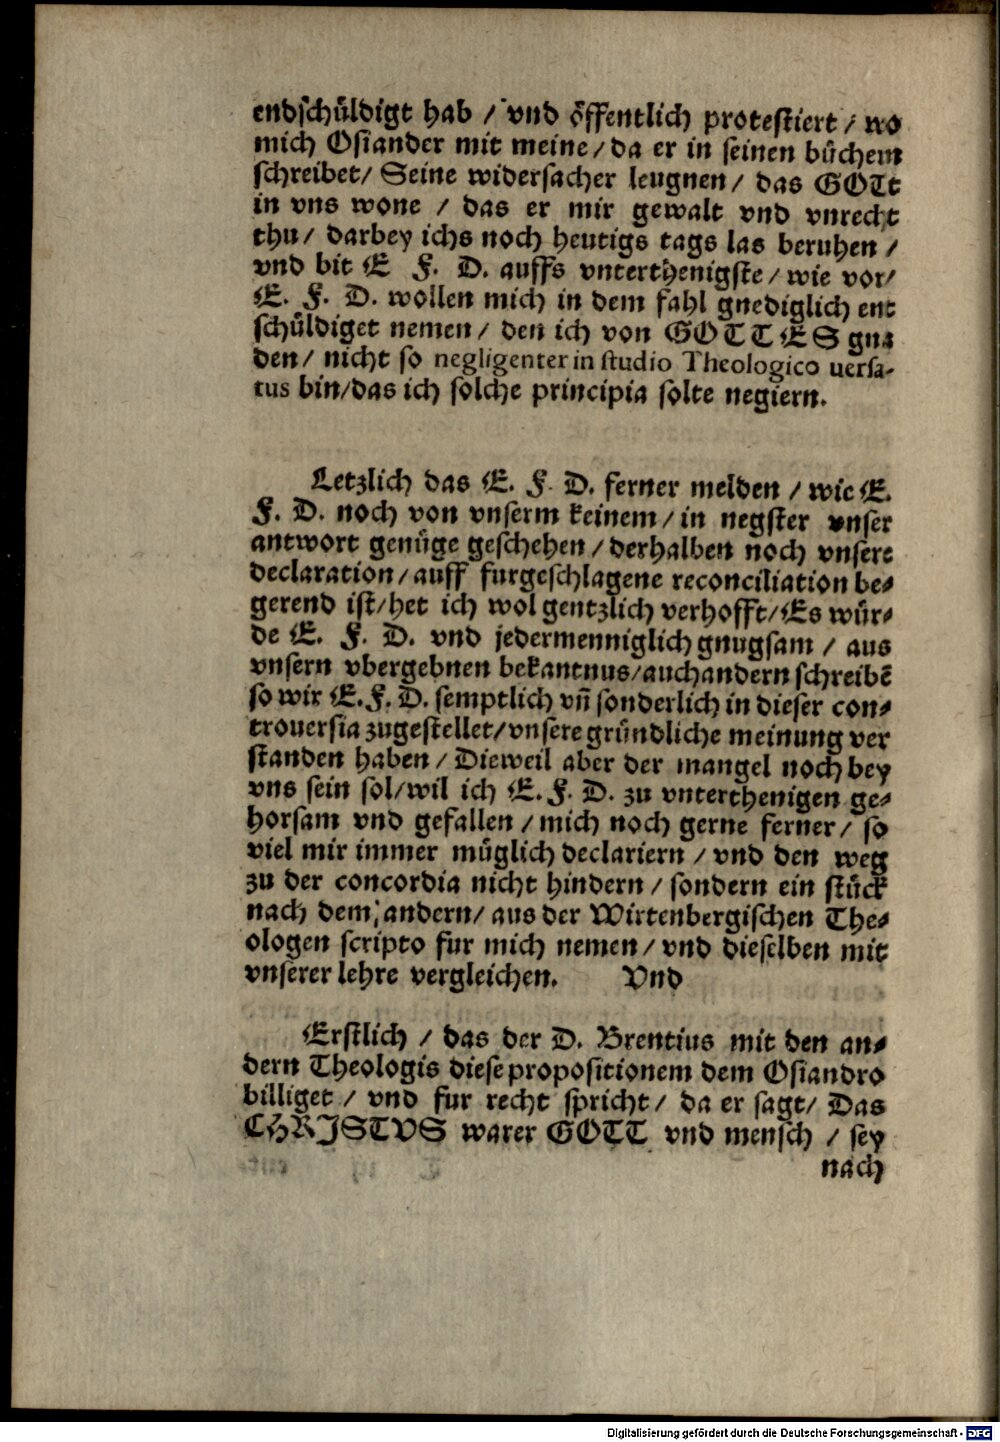 endschüldigt hab / vnd öffentlich protestiert / wo
mich Osiander mit meine / da er in seinen büchern
schreibet / Seine widersacher leugnen / das GOTt
in vns wone / das er mir gewalt vnd vnrecht
thu / darbey ichs noch heutigs tags las beruhen /
vnd bit E F. D. auffs vnterthenigste / wie vor /
E. F. D. wollen mich in dem fahl gnediglich ent
schüldiget nemen / den ich von GOTTES gna
den / nicht so negligenter in studio Theologico uersa-
tus bin / das ich solche principia solte negiern.
Letzlich das E. F. D. ferner melden / wie E.
F. D. noch von vnserm keinem / in negster vnser
antwort genüge geschehen / derhalben noch vnsere
declaration / auff furgeschlagene reconciliation be-
gerend ist / het ich wol gentzlich verhofft / Es wür-
de E. F. D. vnd jedermenniglich gnugsam / aus
vnsern vbergebnen bekantnus / auch andern schreibē
so wir E. F. D. semptlich vñ sonderlich in dieser con-
trouersia zugestellet / vnsere gründliche meinung ver
standen haben / Dieweil aber der mangel noch bey
vns sein sol / wil ich E. F. D. zu vnterthenigen ge-
horsam vnd gefallen / mich noch gerne ferner / so
viel mir immer müglich declariern / vnd den weg
zu der concordia nicht hindern / sondern ein stück
nach dem andern / aus der Wirtenbergischen The-
ologen scripto fur mich nemen / vnd dieselben mit
vnserer lehre vergleichen. Vnd
Erstlich / das der D. Brentius mit den an-
dern Theologis diese propositionem dem Osiandro
billiget / vnd fur recht spricht / da er sagt / Das
CHRISTVS warer GOTT vnd mensch / sey
nach
Digitalisierung gefördert durch die Deutsche Forschungsgemeinschaft - DFG